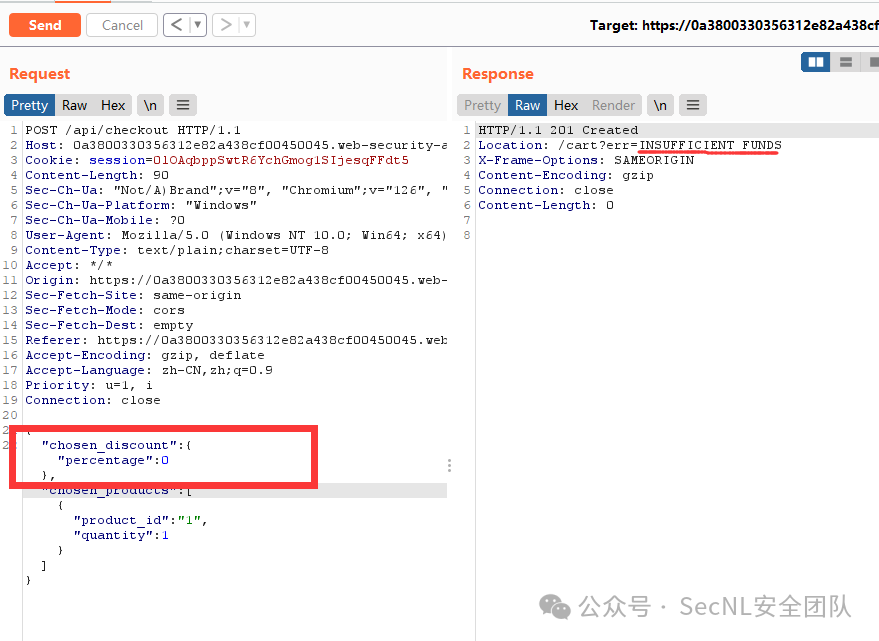 Send Cancel < ▼ > ▼ Target: https://0a3800330356312e82a438cf
Request
Pretty Raw Hex \n
1 POST /api/checkout HTTP/1.1
2 Host: 0a3800330356312e82a438cf00450045.web-security-a
3 Cookie: session=0lOAqbppSwtR6YchGmog1SIjesqFFdt5
4 Content-Length: 90
5 Sec-Ch-Ua: "Not/A)Brand";v="8", "Chromium";v="126", "
6 Sec-Ch-Ua-Platform: "Windows"
7 Sec-Ch-Ua-Mobile: ?0
8 User-Agent: Mozilla/5.0 (Windows NT 10.0; Win64; x64)
9 Content-Type: text/plain;charset=UTF-8
10 Accept: */*
11 Origin: https://0a3800330356312e82a438cf00450045.web-
12 Sec-Fetch-Site: same-origin
13 Sec-Fetch-Mode: cors
14 Sec-Fetch-Dest: empty
15 Referer: https://0a3800330356312e82a438cf00450045.web
16 Accept-Encoding: gzip, deflate
17 Accept-Language: zh-CN,zh;q=0.9
18 Priority: u=1, i
19 Connection: close
20
{
"chosen_discount":{
"percentage":0
},
"chosen_products":[
{
"product_id":"1",
"quantity":1
}
]
}
Response
Pretty Raw Hex Render \n
1 HTTP/1.1 201 Created
2 Location: /cart?err=INSUFFICIENT_FUNDS
3 X-Frame-Options: SAMEORIGIN
4 Content-Encoding: gzip
5 Connection: close
6 Content-Length: 0
7
8
公众号 · SecNL安全团队